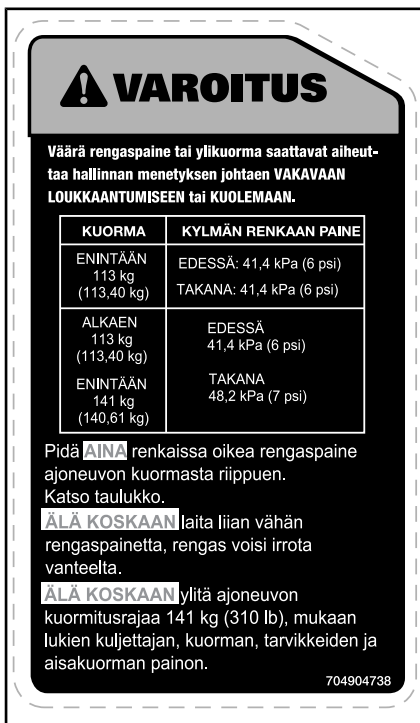 VAROITUS
Väärä rengaspaine tai ylikuorma saattavat aiheut-
taa hallinnan menetyksen johtaen VAKAVAAN
LOUKKAANTUMISEEN tai KUOLEMAAN.
KUORMA KYLMÄN RENKAAN PAINE
ENINTÄÄN
113 kg
(113,40 kg)
EDESSÄ: 41,4 kPa (6 psi)
TAKANA: 41,4 kPa (6 psi)
ALKAEN
113 kg
(113,40 kg)
ENINTÄÄN
141 kg
(140,61 kg)
EDESSÄ
41,4 kPa (6 psi)
TAKANA
48,2 kPa (7 psi)
Pidä AINA renkaissa oikea rengaspaine
ajoneuvon kuormasta riippuen.
Katso taulukko.
ÄLÄ KOSKAAN laita liian vähän
rengaspainetta, rengas voisi irrota
vanteelta.
ÄLÄ KOSKAAN ylitä ajoneuvon
kuormitusrajaa 141 kg (310 lb), mukaan
lukien kuljettajan, kuorman, tarvikkeiden ja
aisakuorman painon.
704904738